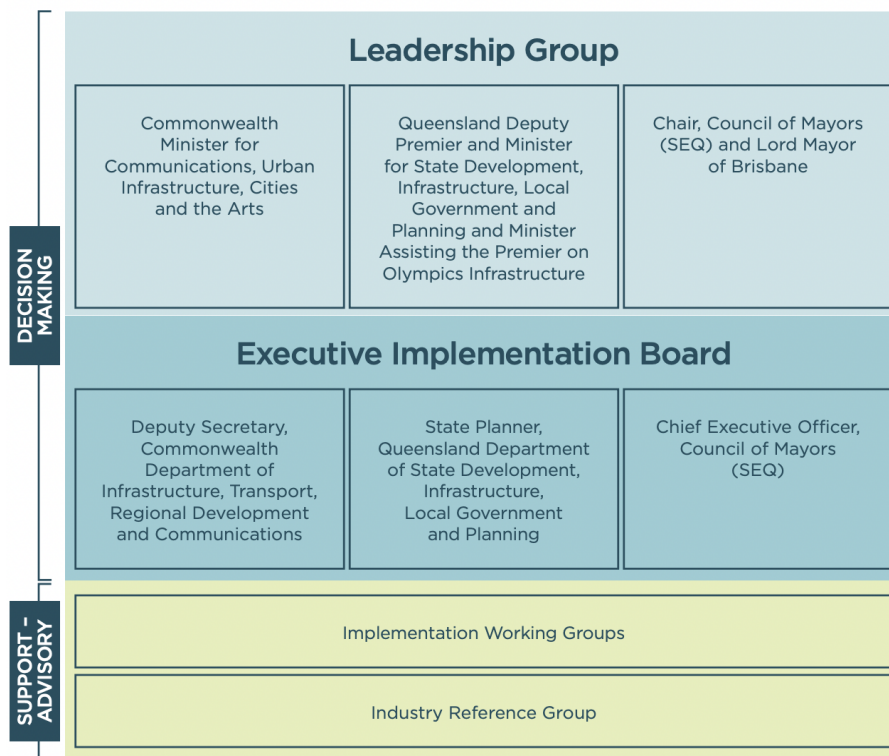 Leadership Group
Commonwealth
Minister for
Communications, Urban
Infrastructure, Cities
and the Arts
Queensland Deputy
Premier and Minister
for State Development,
Infrastructure, Local
Government and
Planning and Minister
Assisting the Premier on
Olympics Infrastructure
Chair, Council of Mayors
(SEQ) and Lord Mayor
of Brisbane
DECISION
MAKING
Executive Implementation Board
Deputy Secretary,
Commonwealth
Department of
Infrastructure, Transport,
Regional Development
and Communications
State Planner,
Queensland Department
of State Development,
Infrastructure,
Local Government
and Planning
Chief Executive Officer,
Council of Mayors
(SEQ)
SUPPORT –
ADVISORY
Implementation Working Groups
Industry Reference Group